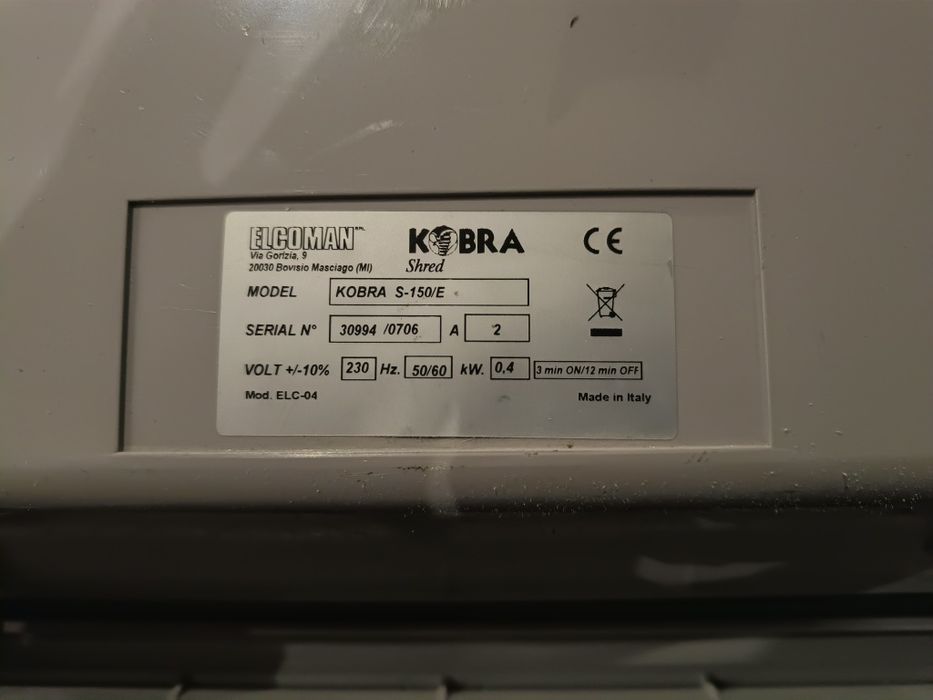 ELCOMAN SRL
Via Gorizia, 9
20030 Bovisio Masciago (MI)
KOBRA
Shred
CE
MODEL KOBRA S-150/E
SERIAL N° 30994 /0706 A 2
VOLT +/-10% 230 Hz. 50/60 kW. 0,4 3 min ON/12 min OFF
Mod. ELC-04
Made in Italy